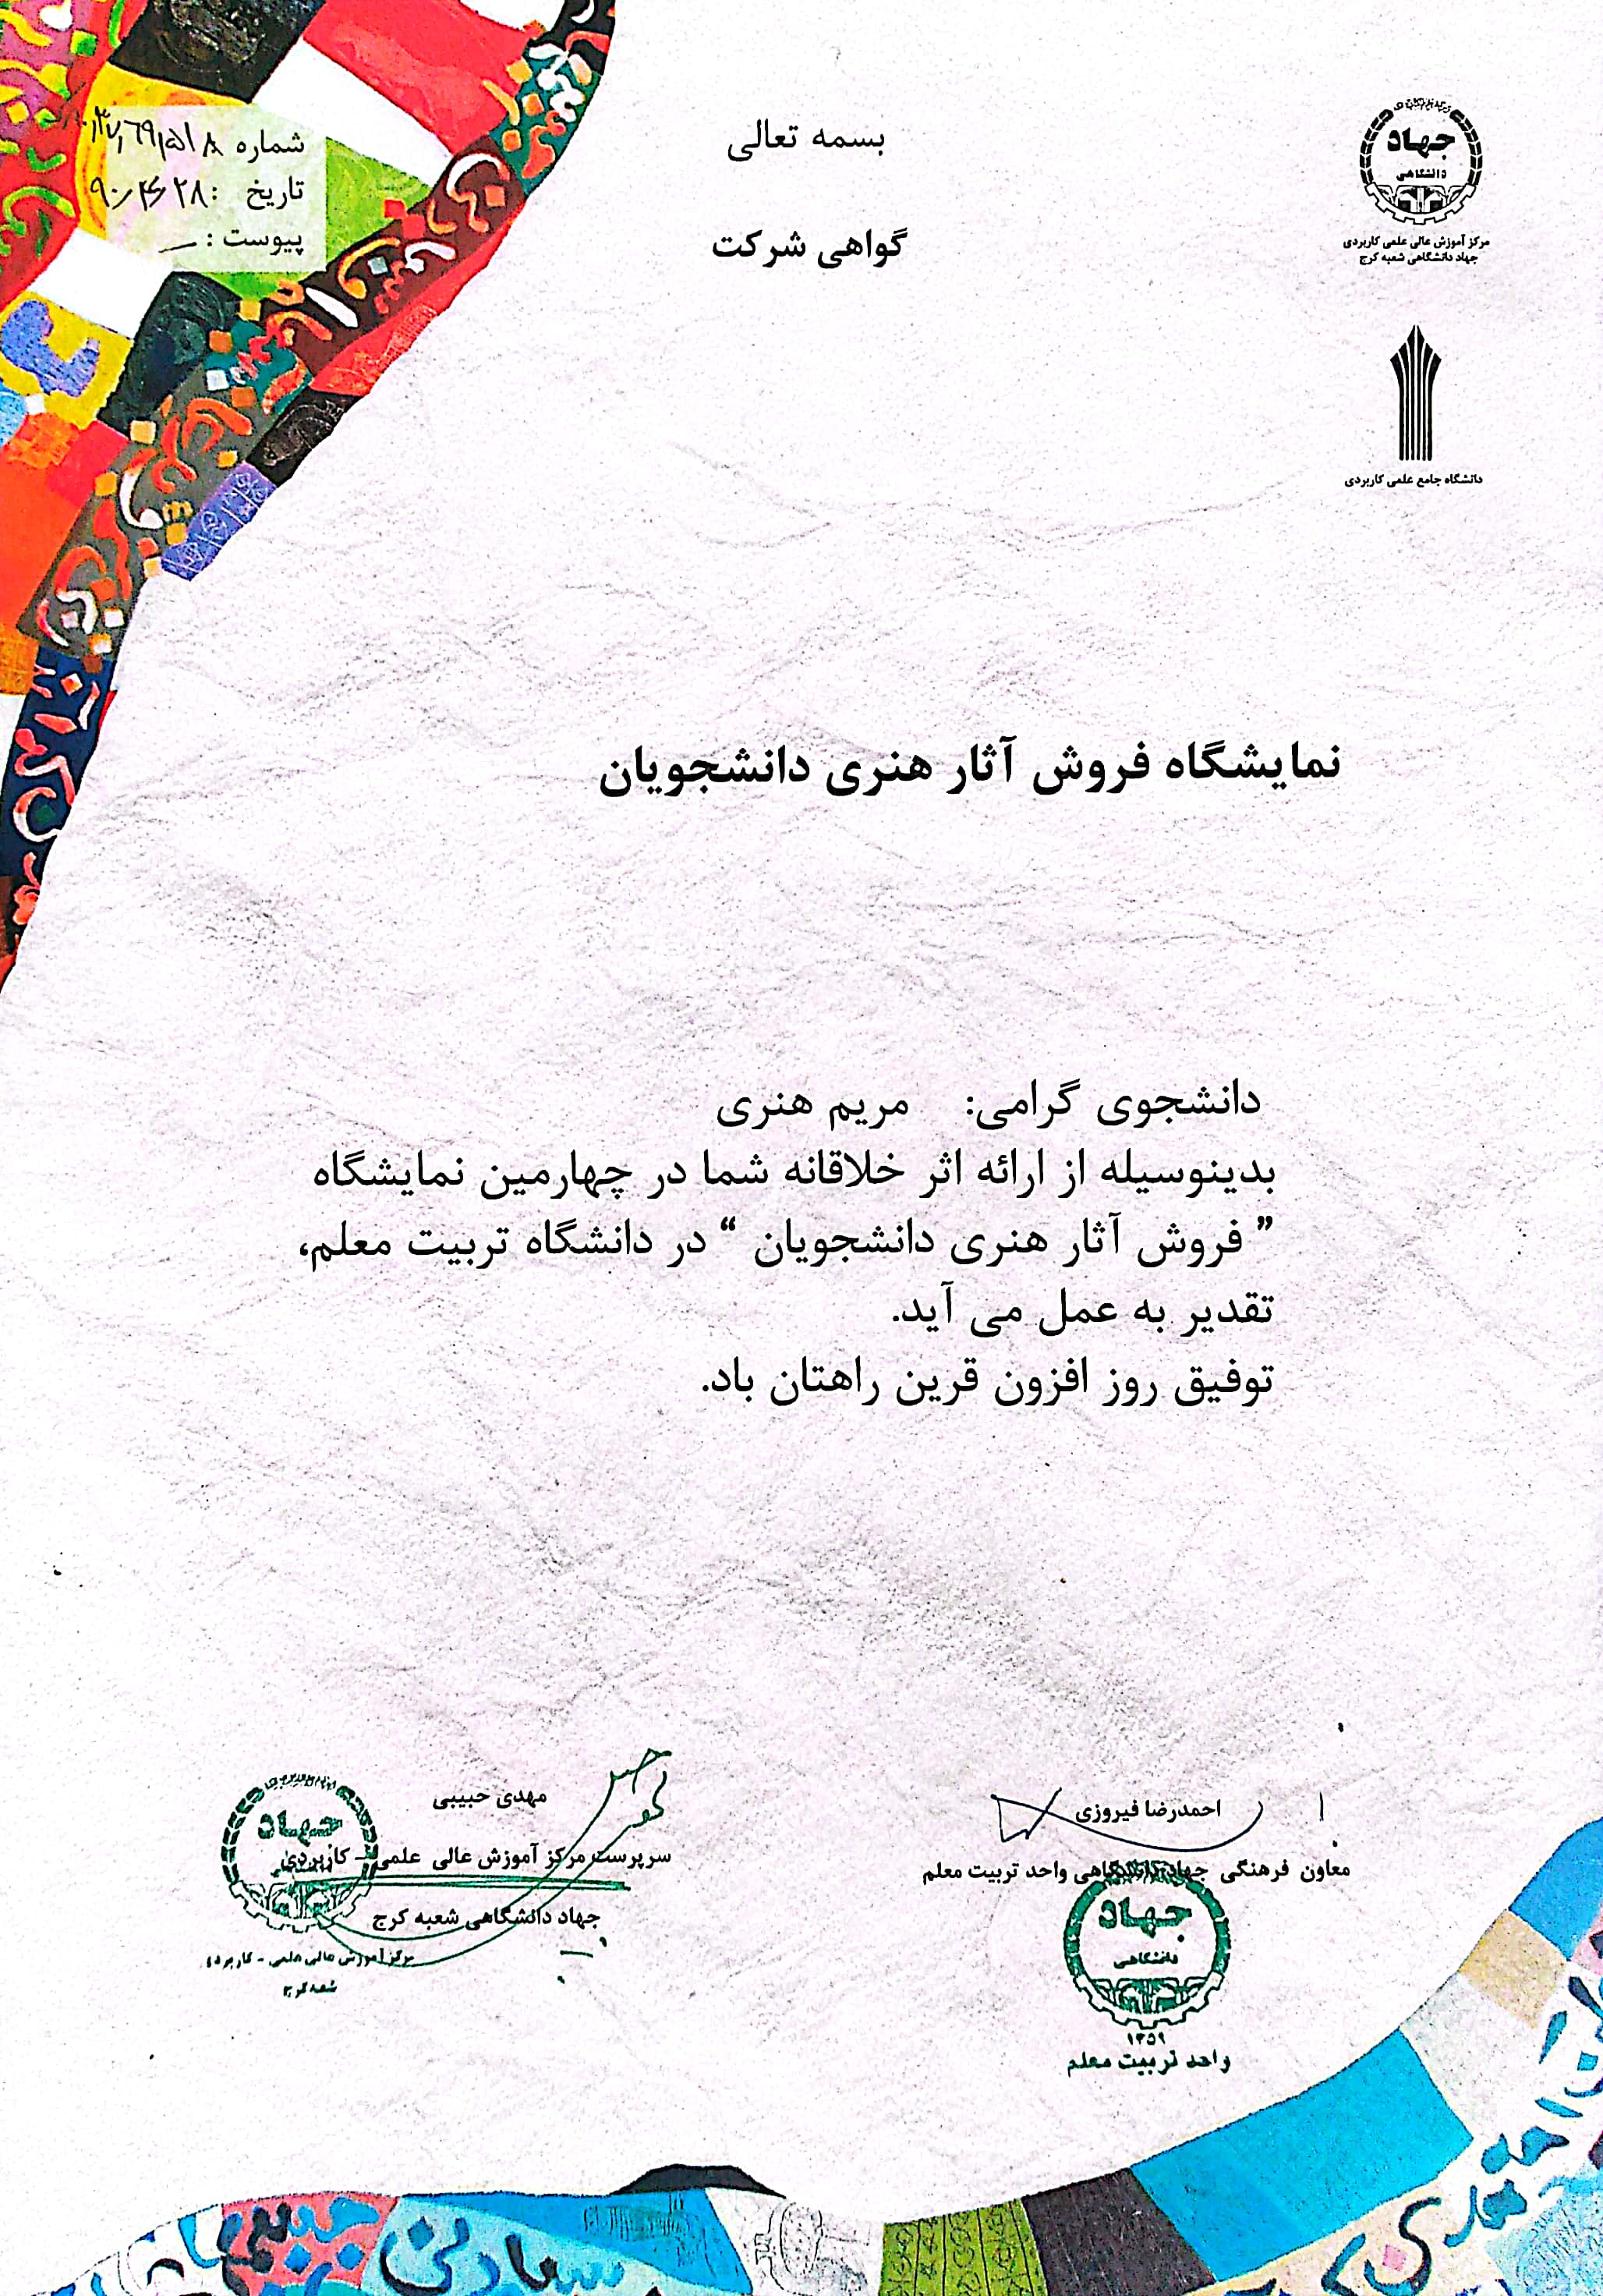 بسمه تعالی
گواهی شرکت
جهاد
دانشگاهی
مرکز آموزش عالی علمی کاربردی
جهاد دانشگاهی شعبه کرج
دانشگاه جامع علمی کاربردی
شماره
تاریخ : ۹۰/۴/۲۸
پیوست : —
نمایشگاه فروش آثار هنری دانشجویان
دانشجوی گرامی: مریم هنری
بدینوسیله از ارائه اثر خلاقانه شما در چهارمین نمایشگاه
” فروش آثار هنری دانشجویان “ در دانشگاه تربیت معلم،
تقدیر به عمل می آید.
توفیق روز افزون قرین راهتان باد.
احمدرضا فیروزی
معاون فرهنگی جهاد دانشگاهی واحد تربیت معلم
جهاد
دانشگاهی
۱۳۵۹
واحد تربیت معلم
مهدی حبیبی
سرپرست مرکز آموزش عالی علمی - کاربردی
جهاد دانشگاهی شعبه کرج
جهاد
دانشگاهی
مرکز آموزش عالی علمی - کاربردی
شعبه کرج